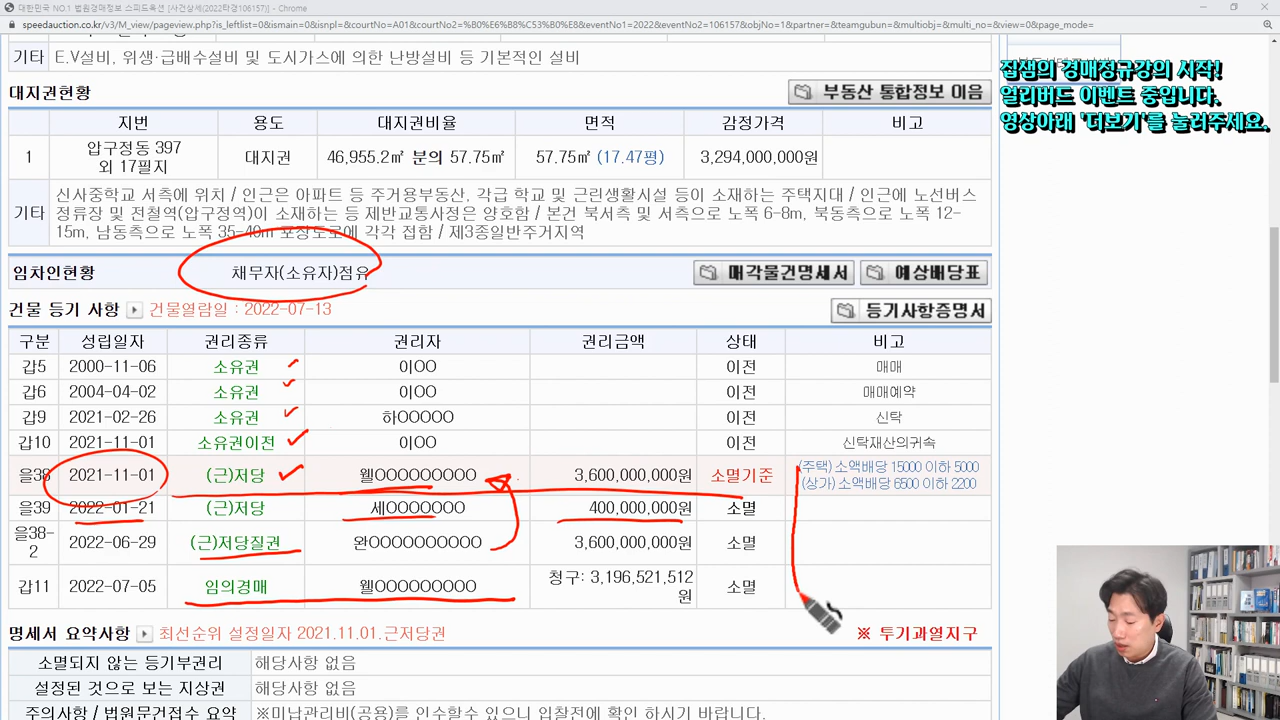 대한민국 NO.1 법원경매정보 스피드옥션 [사건상세(2022타경106157)] - Chrome
speedauction.co.kr/v3/M_view/pageview.php?is_leftlist=0&ismain=0&isnpl=&courtNo=A01&courtNo2=%B0%E6%B8%C53%B0%E8&eventNo1=2022&eventNo2=106157&objNo=1&partner=&teamgubun=&multiobj=&multi_no=&view=0&page_mode=
기타 E.V설비, 위생·급배수설비 및 도시가스에 의한 난방설비 등 기본적인 설비
집샘의 경매정규강의 시작!
얼리버드 이벤트 중입니다.
영상아래 '더보기'를 눌러주세요.
대지권현황 부동산 통합정보 이음
지번 용도 대지권비율 면적 감정가격 비고
1 압구정동 397 외 17필지 대지권 46,955.2㎡ 분의 57.75㎡ 57.75㎡ (17.47평) 3,294,000,000원
기타 신사중학교 서측에 위치 / 인근은 아파트 등 주거용부동산, 각급 학교 및 근린생활시설 등이 소재하는 주택지대 / 인근에 노선버스
정류장 및 전철역(압구정역)이 소재하는 등 제반교통사정은 양호함 / 본건 북서측 및 서측으로 노폭 6-8m, 북동측으로 노폭 12-
15m, 남동측으로 노폭 35-40m 포장도로에 각각 접함 / 제3종일반주거지역
임차인현황 채무자(소유자)점유 매각물건명세서 예상배당표
건물 등기 사항 건물열람일 : 2022-07-13 등기사항증명서
구분 성립일자 권리종류 권리자 권리금액 상태 비고
갑5 2000-11-06 소유권 이OO 이전 매매
갑6 2004-04-02 소유권 이OO 이전 매매예약
갑9 2021-02-26 소유권 하OOOOO 이전 신탁
갑10 2021-11-01 소유권이전 이OO 이전 신탁재산의귀속
을38 2021-11-01 (근)저당 웰OOOOOOOOO 3,600,000,000원 소멸기준 (주택) 소액배당 15000 이하 5000
(상가) 소액배당 6500 이하 2200
을39 2022-01-21 (근)저당 세OOOOOOO 400,000,000원 소멸
을38-2 2022-06-29 (근)저당질권 완OOOOOOOOOO 3,600,000,000원 소멸
갑11 2022-07-05 임의경매 웰OOOOOOOOO 청구: 3,196,521,512원 소멸
명세서 요약사항 최선순위 설정일자 2021.11.01.근저당권 ※ 투기과열지구
소멸되지 않는 등기부권리 해당사항 없음
설정된 것으로 보는 지상권 해당사항 없음
주의사항 / 법원문건접수 요약 ※미납관리비(공용)를 인수할수 있으니 입찰전에 확인 하시기 바랍니다.